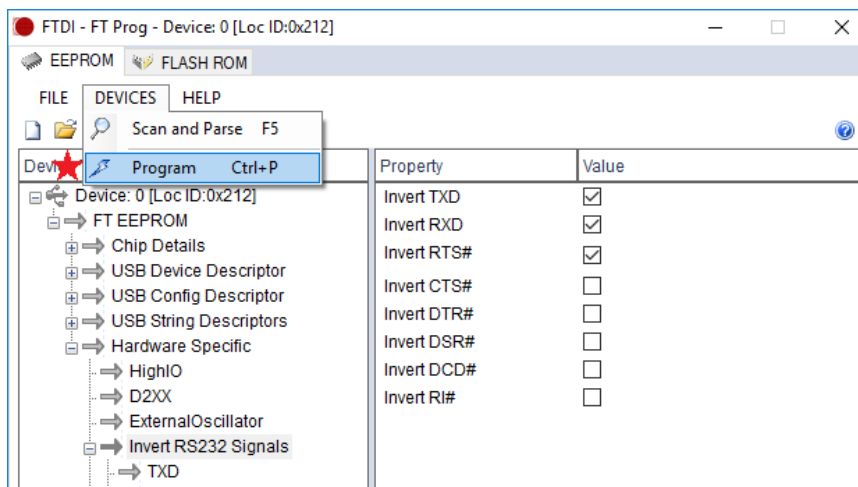 FTDI - FT Prog - Device: 0 [Loc ID:0x212]
EEPROM FLASH ROM
FILE DEVICES HELP
Scan and Parse F5
Program Ctrl+P
Property Value
Device: 0 [Loc ID:0x212]
FT EEPROM
Chip Details
USB Device Descriptor
USB Config Descriptor
USB String Descriptors
Hardware Specific
HighIO
D2XX
ExternalOscillator
Invert RS232 Signals
TXD
Invert TXD
Invert RXD
Invert RTS#
Invert CTS#
Invert DTR#
Invert DSR#
Invert DCD#
Invert RI#